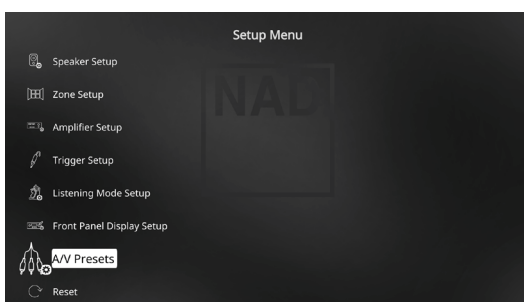 Setup Menu
Speaker Setup
Zone Setup
Amplifier Setup
Trigger Setup
Listening Mode Setup
Front Panel Display Setup
A/V Presets
Reset
NAD